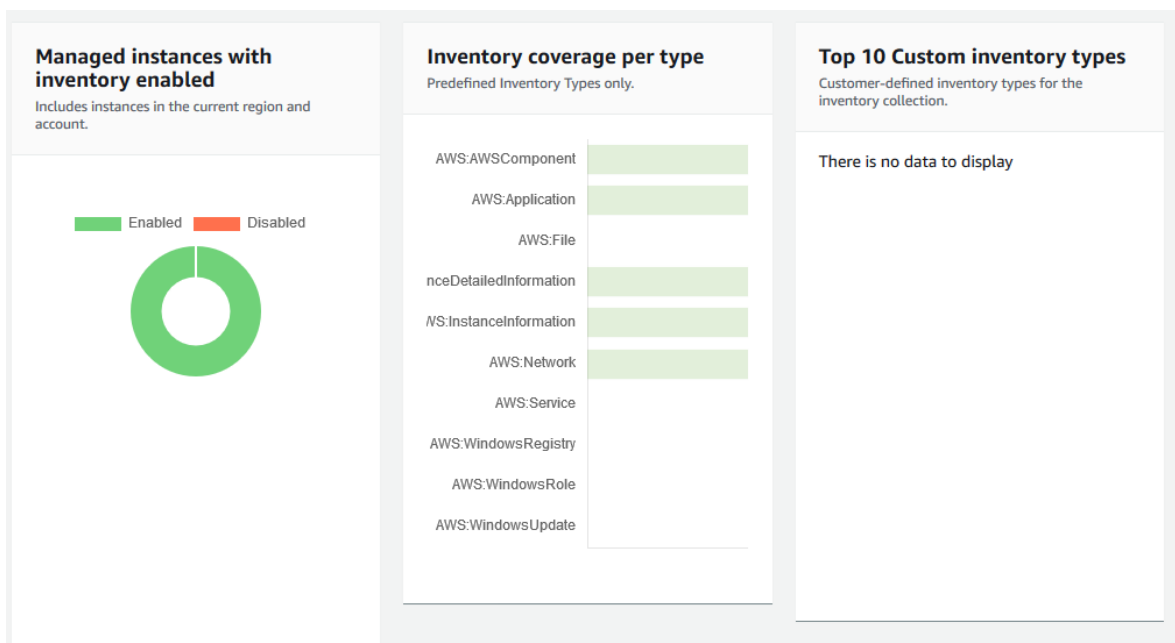 Managed instances with
inventory enabled
Includes instances in the current region and
account.
Enabled
Disabled
Inventory coverage per type
Predefined Inventory Types only.
AWS:AWSComponent
AWS:Application
AWS:File
nceDetailedInformation
WS:InstanceInformation
AWS:Network
AWS:Service
AWS:WindowsRegistry
AWS:WindowsRole
AWS:WindowsUpdate
Top 10 Custom inventory types
Customer-defined inventory types for the
inventory collection.
There is no data to display